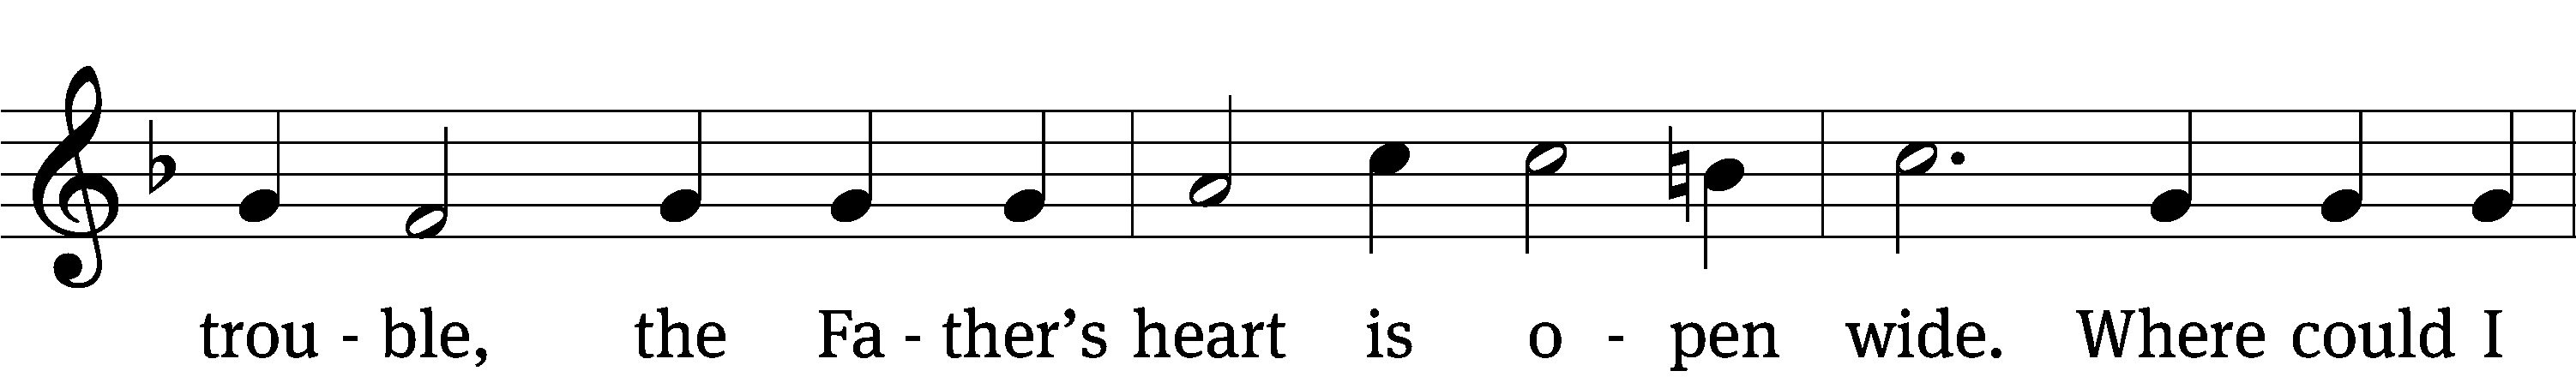 trou - ble, the Fa - ther’s heart is o - pen wide. Where could I